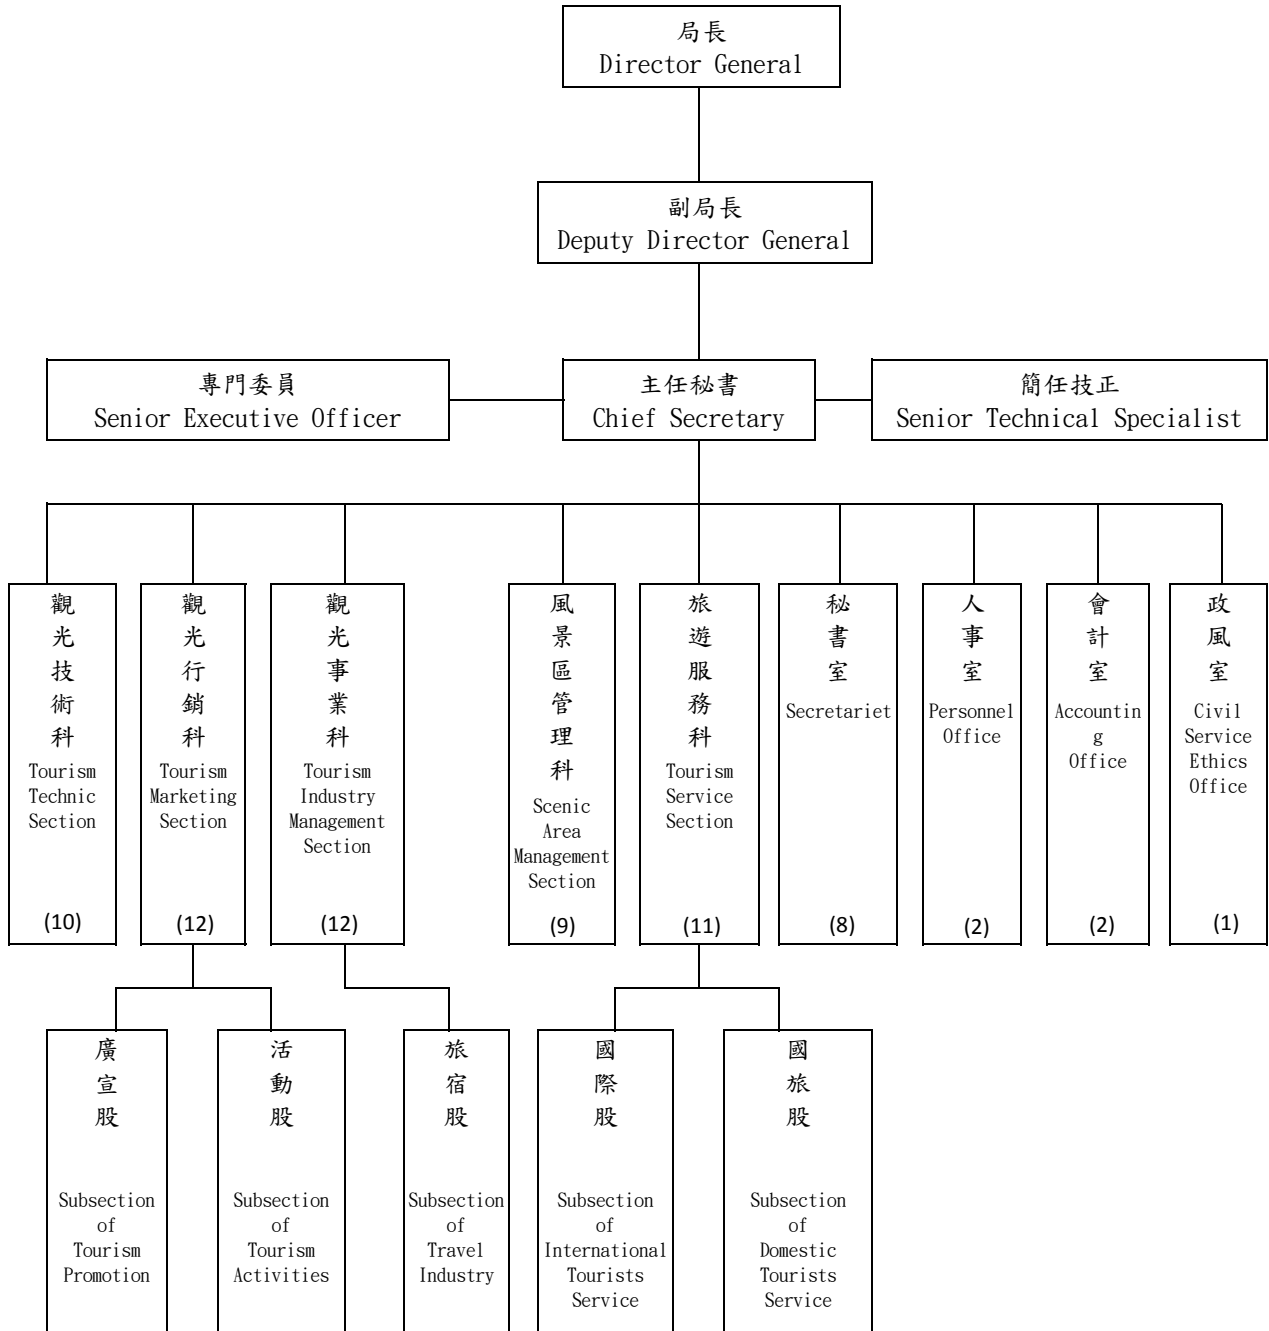 局長
Director General
副局長
Deputy Director General
專門委員
Senior Executive Officer
主任秘書
Chief Secretary
簡任技正
Senior Technical Specialist
觀光技術科
Tourism
Technic
Section
(10)
觀光行銷科
Tourism
Marketing
Section
(12)
觀光事業科
Tourism
Industry
Management
Section
(12)
風景區管理科
Scenic
Area
Management
Section
(9)
旅遊服務科
Tourism
Service
Section
(11)
秘書室
Secretariet
(8)
人事室
Personnel
Office
(2)
會計室
Accountin
g
Office
(2)
政風室
Civil
Service
Ethics
Office
(1)
廣宣股
Subsection
of
Tourism
Promotion
活動股
Subsection
of
Tourism
Activities
旅宿股
Subsection
of
Travel
Industry
國際股
Subsection
of
International
Tourists
Service
國旅股
Subsection
of
Domestic
Tourists
Service